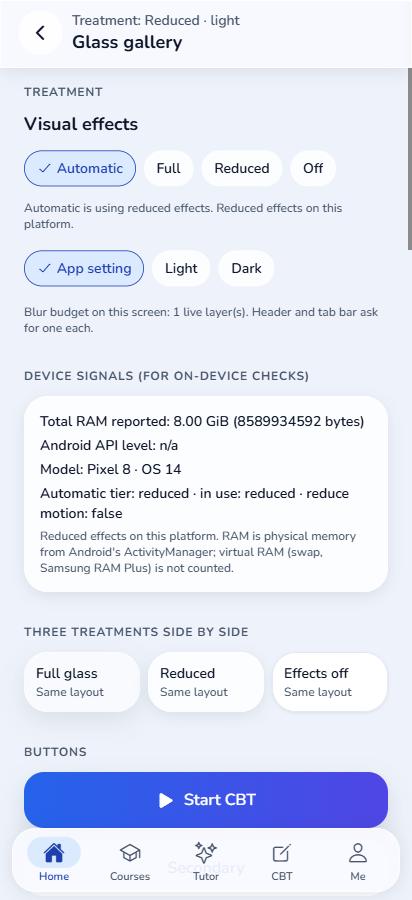 Treatment: Reduced · light
Glass gallery
TREATMENT
Visual effects
Automatic Full Reduced Off
Automatic is using reduced effects. Reduced effects on this
platform.
App setting Light Dark
Blur budget on this screen: 1 live layer(s). Header and tab bar ask
for one each.
DEVICE SIGNALS (FOR ON-DEVICE CHECKS)
Total RAM reported: 8.00 GiB (8589934592 bytes)
Android API level: n/a
Model: Pixel 8 · OS 14
Automatic tier: reduced · in use: reduced · reduce
motion: false
Reduced effects on this platform. RAM is physical memory
from Android's ActivityManager; virtual RAM (swap,
Samsung RAM Plus) is not counted.
THREE TREATMENTS SIDE BY SIDE
Full glass Reduced Effects off
Same layout Same layout Same layout
BUTTONS
Start CBT
Secondary
Home Courses Tutor CBT Me